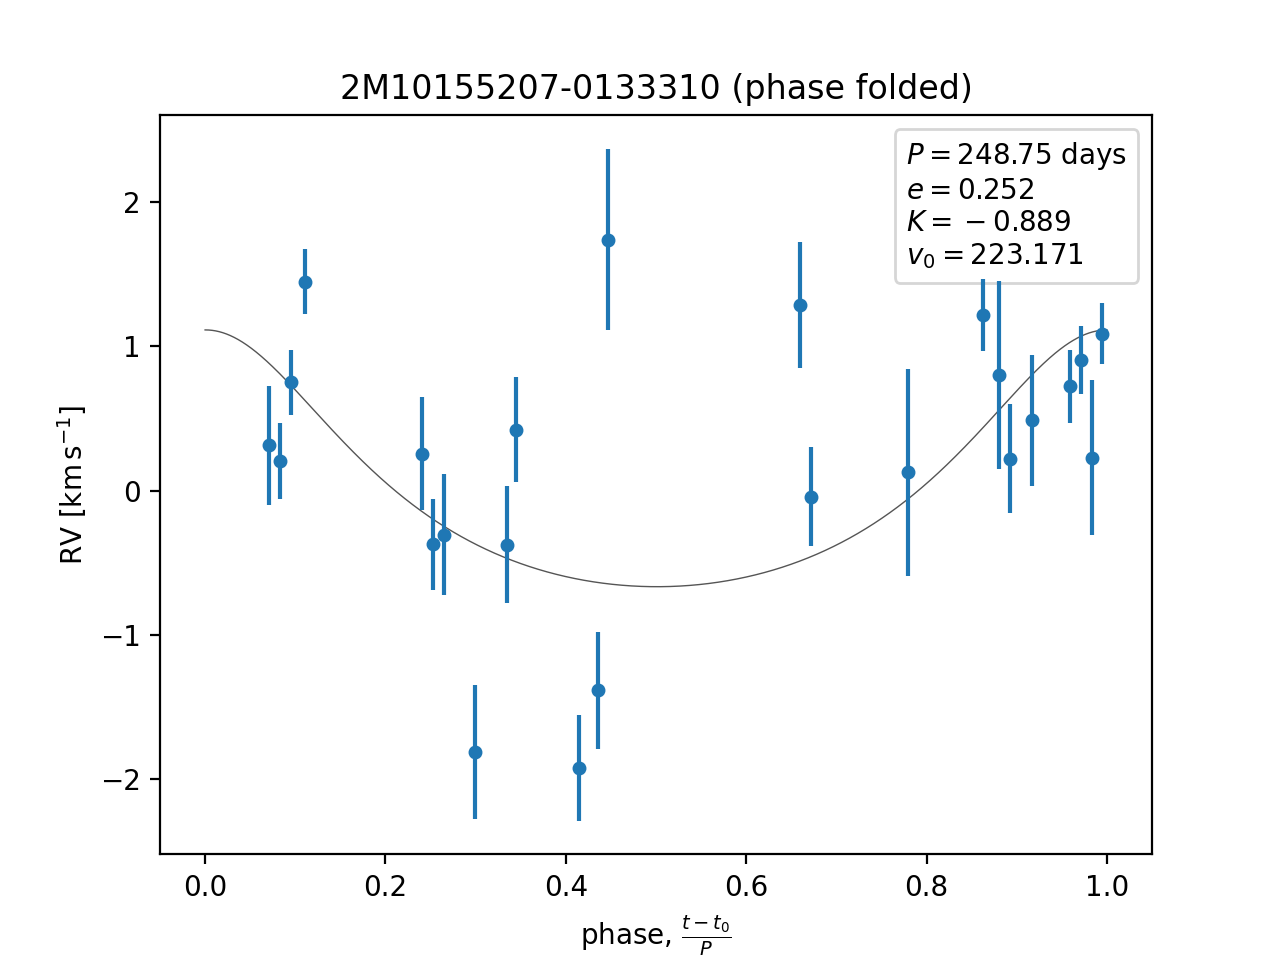 2M10155207-0133310 (phase folded)
P = 248.75 days
e = 0.252
K = −0.889
v₀ = 223.171
RV [km s⁻¹]
2
1
0
−1
−2
0.0 0.2 0.4 0.6 0.8 1.0
phase, (t − t₀)/P